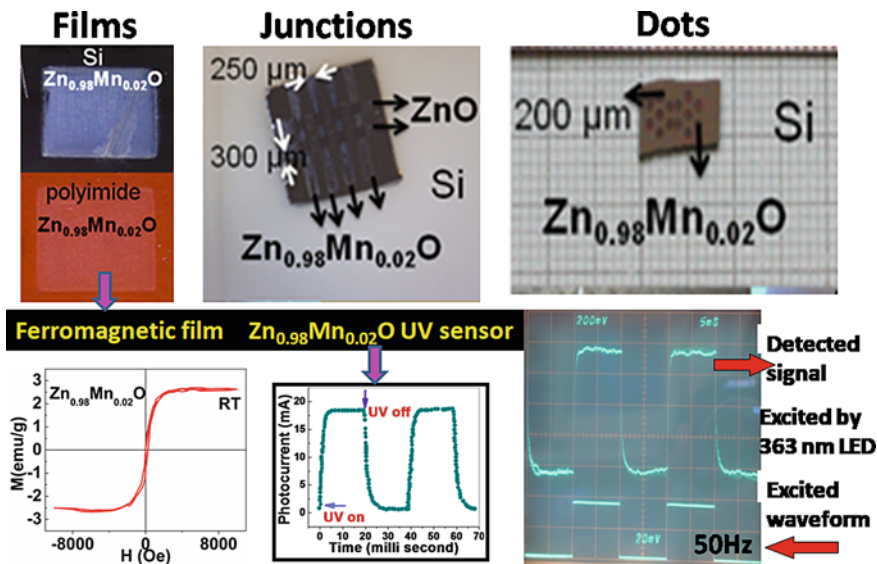 Films
Junctions
Dots
Si
Zn₀.₉₈Mn₀.₀₂O
polyimide
Zn₀.₉₈Mn₀.₀₂O
250 µm
300 µm
ZnO
Si
Zn₀.₉₈Mn₀.₀₂O
200 µm
Si
Zn₀.₉₈Mn₀.₀₂O
Ferromagnetic film
Zn₀.₉₈Mn₀.₀₂O UV sensor
Zn₀.₉₈Mn₀.₀₂O
RT
M(emu/g)
3
2
1
0
-1
-2
-3
-8000
0
8000
H (Oe)
Photocurrent (mA)
20
15
10
5
0
UV off
UV on
0
10
20
30
40
50
60
70
Time (milli second)
200mV
5mS
20mV
50Hz
Detected
signal
Excited by
363 nm LED
Excited
waveform